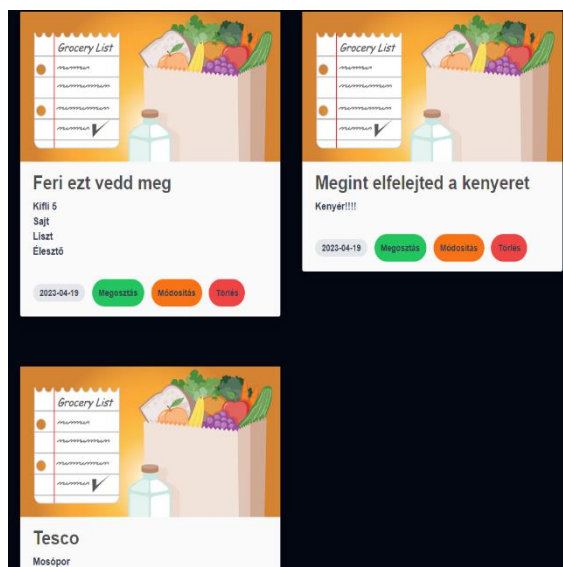 Grocery List
Feri ezt vedd meg
Kifli 5
Sajt
Liszt
Élesztő
2023-04-19 Megosztás Módosítás Törlés
Grocery List
Megint elfelejted a kenyeret
Kenyér!!!!
2023-04-19 Megosztás Módosítás Törlés
Grocery List
Tesco
Mosópor